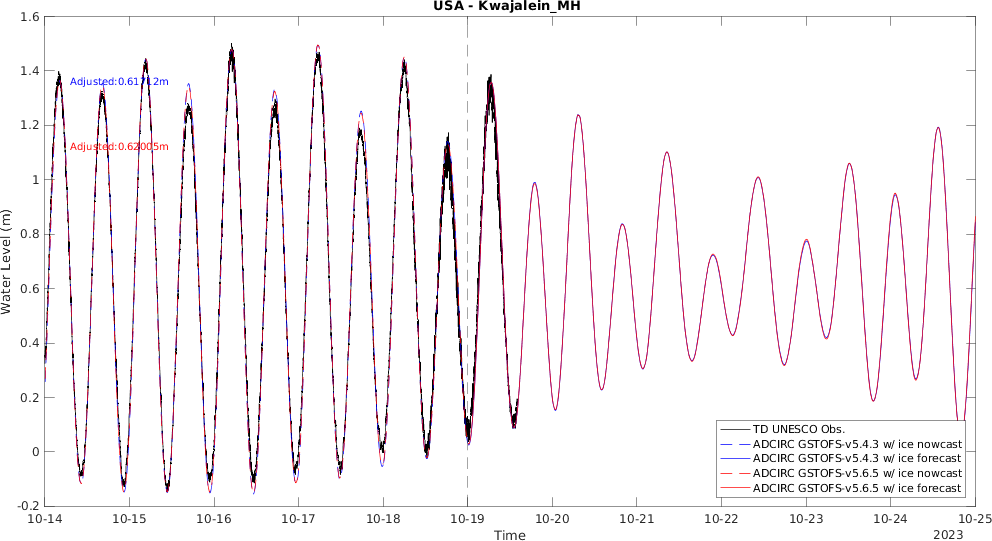 USA - Kwajalein_MH
1.6
1.4
1.2
1
0.8
0.6
0.4
0.2
0
-0.2
Water Level (m)
Adjusted:0.61712m
Adjusted:0.62005m
TD UNESCO Obs.
ADCIRC GSTOFS-v5.4.3 w/ ice nowcast
ADCIRC GSTOFS-v5.4.3 w/ ice forecast
ADCIRC GSTOFS-v5.6.5 w/ ice nowcast
ADCIRC GSTOFS-v5.6.5 w/ ice forecast
10-14 10-15 10-16 10-17 10-18 10-19 10-20 10-21 10-22 10-23 10-24 10-25
Time
2023